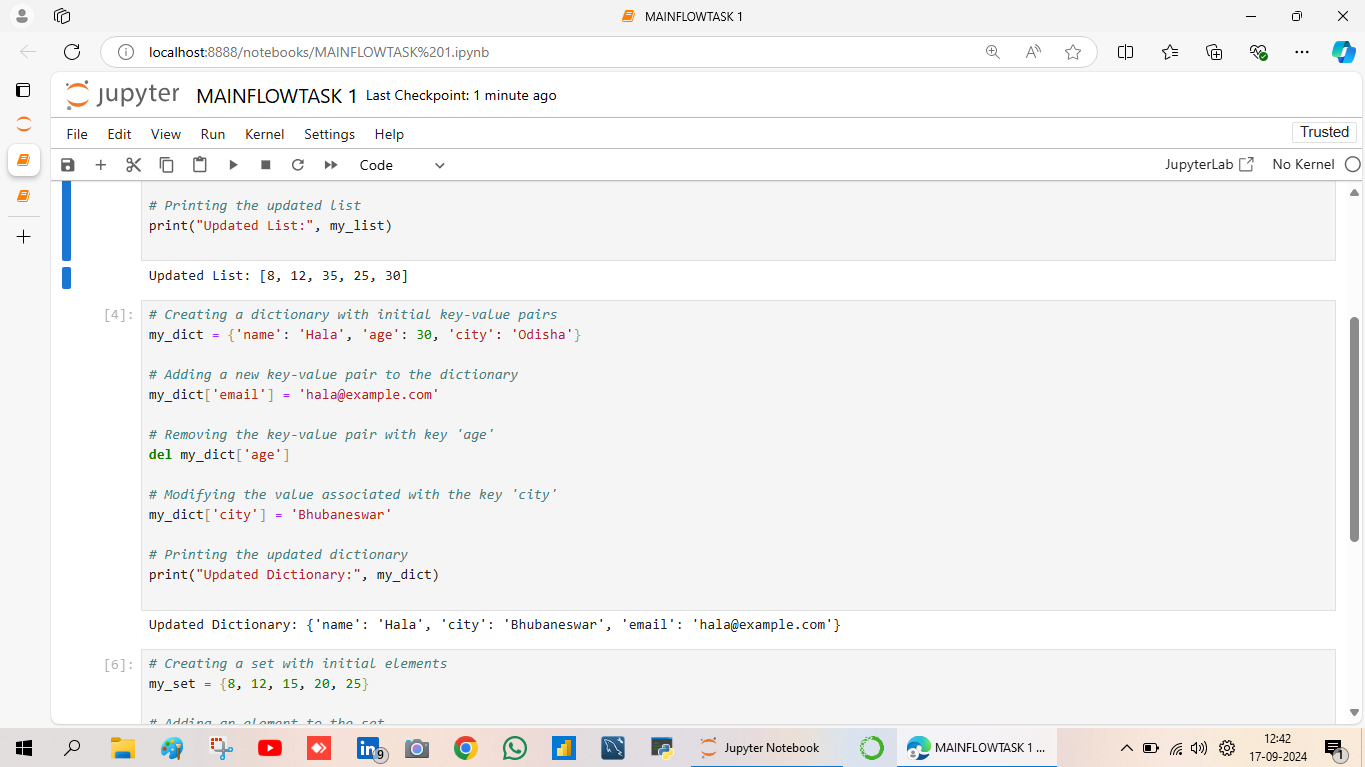 MAINFLOWTASK 1
localhost:8888/notebooks/MAINFLOWTASK%201.ipynb
jupyter MAINFLOWTASK 1 Last Checkpoint: 1 minute ago
File Edit View Run Kernel Settings Help Trusted
Code JupyterLab No Kernel
# Printing the updated list
print("Updated List:", my_list)
Updated List: [8, 12, 35, 25, 30]
[4]: # Creating a dictionary with initial key-value pairs
my_dict = {'name': 'Hala', 'age': 30, 'city': 'Odisha'}
# Adding a new key-value pair to the dictionary
my_dict['email'] = 'hala@example.com'
# Removing the key-value pair with key 'age'
del my_dict['age']
# Modifying the value associated with the key 'city'
my_dict['city'] = 'Bhubaneswar'
# Printing the updated dictionary
print("Updated Dictionary:", my_dict)
Updated Dictionary: {'name': 'Hala', 'city': 'Bhubaneswar', 'email': 'hala@example.com'}
[6]: # Creating a set with initial elements
my_set = {8, 12, 15, 20, 25}
# Adding an element to the set
in 9 Jupyter Notebook MAINFLOWTASK 1 ... 12:42
17-09-2024 1